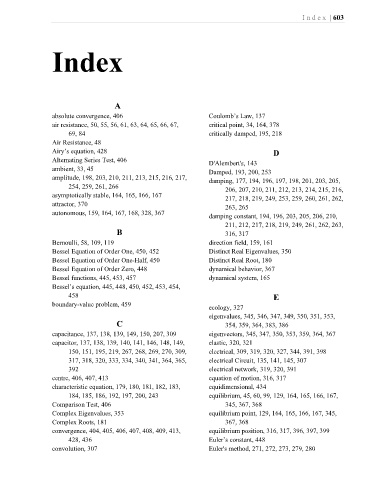 Index | 603
Index
A
absolute convergence, 406
air resistance, 50, 55, 56, 61, 63, 64, 65, 66, 67,
69, 84
Air Resistance, 48
Airy's equation, 428
Alternating Series Test, 406
ambient, 33, 45
amplitude, 198, 203, 210, 211, 213, 215, 216, 217,
254, 259, 261, 266
asymptotically stable, 164, 165, 166, 167
attractor, 370
autonomous, 159, 164, 167, 168, 328, 367
B
Bernoulli, 58, 109, 119
Bessel Equation of Order One, 450, 452
Bessel Equation of Order One-Half, 450
Bessel Equation of Order Zero, 448
Bessel functions, 445, 453, 457
Bessel's equation, 445, 448, 450, 452, 453, 454,
458
boundary-value problem, 459
C
capacitance, 137, 138, 139, 149, 150, 207, 309
capacitor, 137, 138, 139, 140, 141, 146, 148, 149,
150, 151, 195, 219, 267, 268, 269, 270, 309,
317, 318, 320, 333, 334, 340, 341, 364, 365,
392
centre, 406, 407, 413
characteristic equation, 179, 180, 181, 182, 183,
184, 185, 186, 192, 197, 200, 243
Comparison Test, 406
Complex Eigenvalues, 353
Complex Roots, 181
convergence, 404, 405, 406, 407, 408, 409, 413,
428, 436
convolution, 307
Coulomb's Law, 137
critical point, 34, 164, 378
critically damped, 195, 218
D
D'Alembert's, 143
Damped, 193, 200, 253
damping, 177, 194, 196, 197, 198, 201, 203, 205,
206, 207, 210, 211, 212, 213, 214, 215, 216,
217, 218, 219, 249, 253, 259, 260, 261, 262,
263, 265
damping constant, 194, 196, 203, 205, 206, 210,
211, 212, 217, 218, 219, 249, 261, 262, 263,
316, 317
direction field, 159, 161
Distinct Real Eigenvalues, 350
Distinct Real Root, 180
dynamical behavior, 367
dynamical system, 165
E
ecology, 327
eigenvalues, 345, 346, 347, 349, 350, 351, 353,
354, 359, 364, 383, 386
eigenvectors, 345, 347, 350, 353, 359, 364, 367
elastic, 320, 321
electrical, 309, 319, 320, 327, 344, 391, 398
electrical Circuit, 135, 141, 145, 307
electrical network, 319, 320, 391
equation of motion, 316, 317
equidimensional, 434
equilibrium, 45, 60, 99, 129, 164, 165, 166, 167,
345, 367, 368
equilibrium point, 129, 164, 165, 166, 167, 345,
367, 368
equilibrium position, 316, 317, 396, 397, 399
Euler's constant, 448
Euler's method, 271, 272, 273, 279, 280